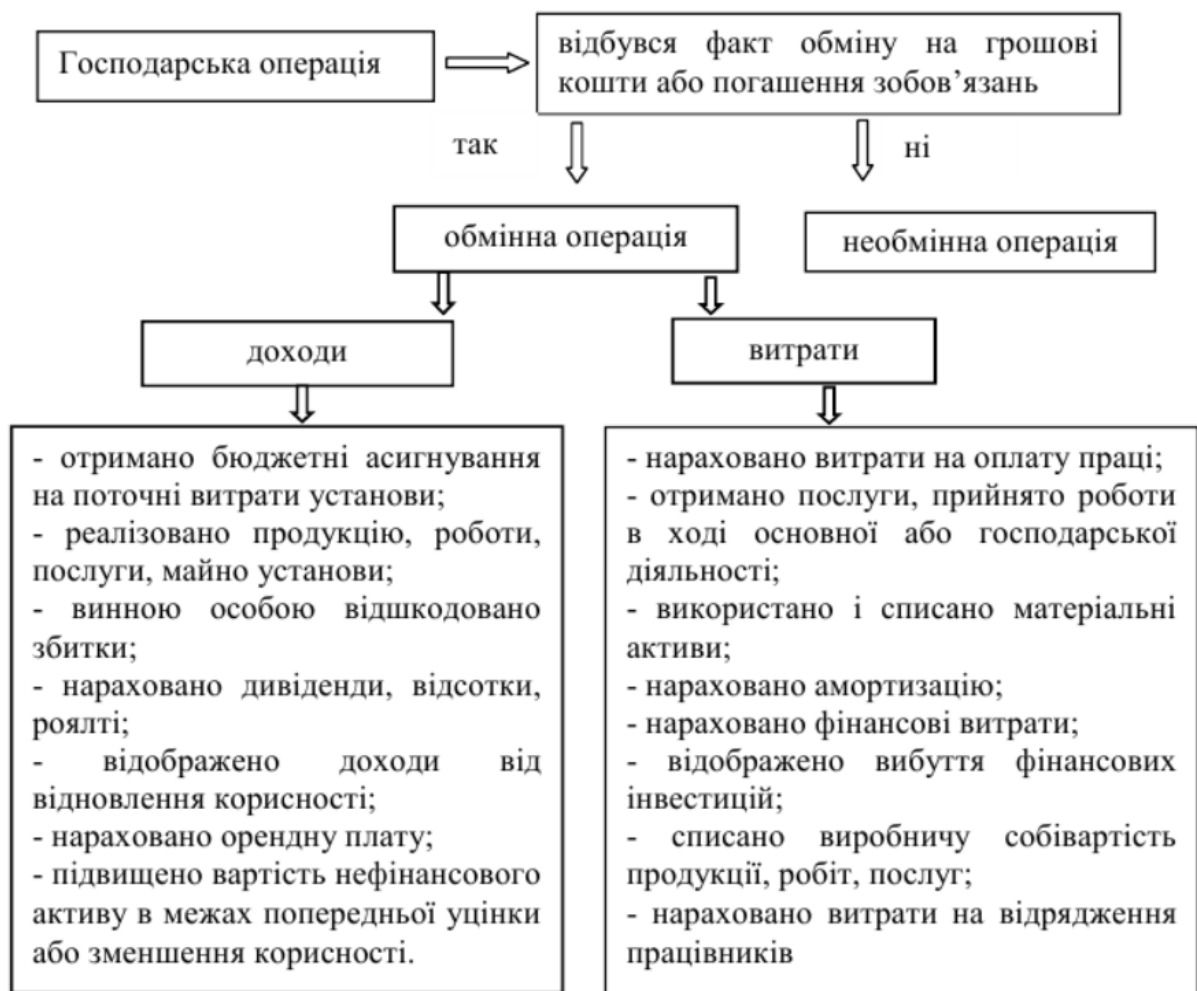 Господарська операція
відбувся факт обміну на грошові
кошти або погашення зобов’язань
так
ні
обмінна операція
необмінна операція
доходи
витрати
- отримано бюджетні асигнування
на поточні витрати установи;
- реалізовано продукцію, роботи,
послуги, майно установи;
- винною особою відшкодовано
збитки;
- нараховано дивіденди, відсотки,
роялті;
- відображено доходи від
відновлення корисності;
- нараховано орендну плату;
- підвищено вартість нефінансового
активу в межах попередньої уцінки
або зменшення корисності.
- нараховано витрати на оплату праці;
- отримано послуги, прийнято роботи
в ході основної або господарської
діяльності;
- використано і списано матеріальні
активи;
- нараховано амортизацію;
- нараховано фінансові витрати;
- відображено вибуття фінансових
інвестицій;
- списано виробничу собівартість
продукції, робіт, послуг;
- нараховано витрати на відрядження
працівників